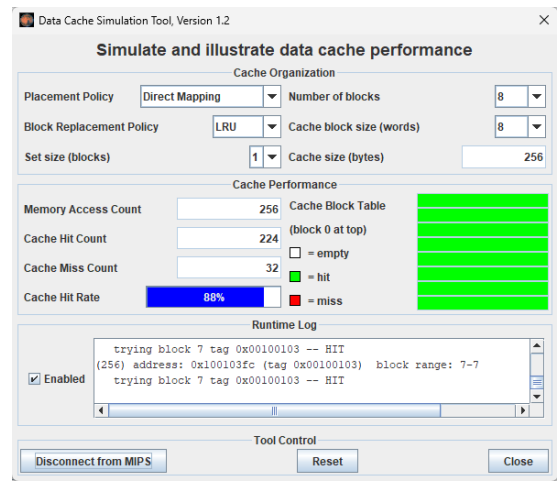 Data Cache Simulation Tool, Version 1.2
Simulate and illustrate data cache performance
Cache Organization
Placement Policy Direct Mapping Number of blocks 8
Block Replacement Policy LRU Cache block size (words) 8
Set size (blocks) 1 Cache size (bytes) 256
Cache Performance
Memory Access Count 256 Cache Block Table
(block 0 at top)
Cache Hit Count 224
= empty
Cache Miss Count 32
= hit
Cache Hit Rate 88%
= miss
Runtime Log
Enabled
trying block 7 tag 0x00100103 -- HIT
(256) address: 0x100103fc (tag 0x00100103) block range: 7-7
trying block 7 tag 0x00100103 -- HIT
Tool Control
Disconnect from MIPS Reset Close